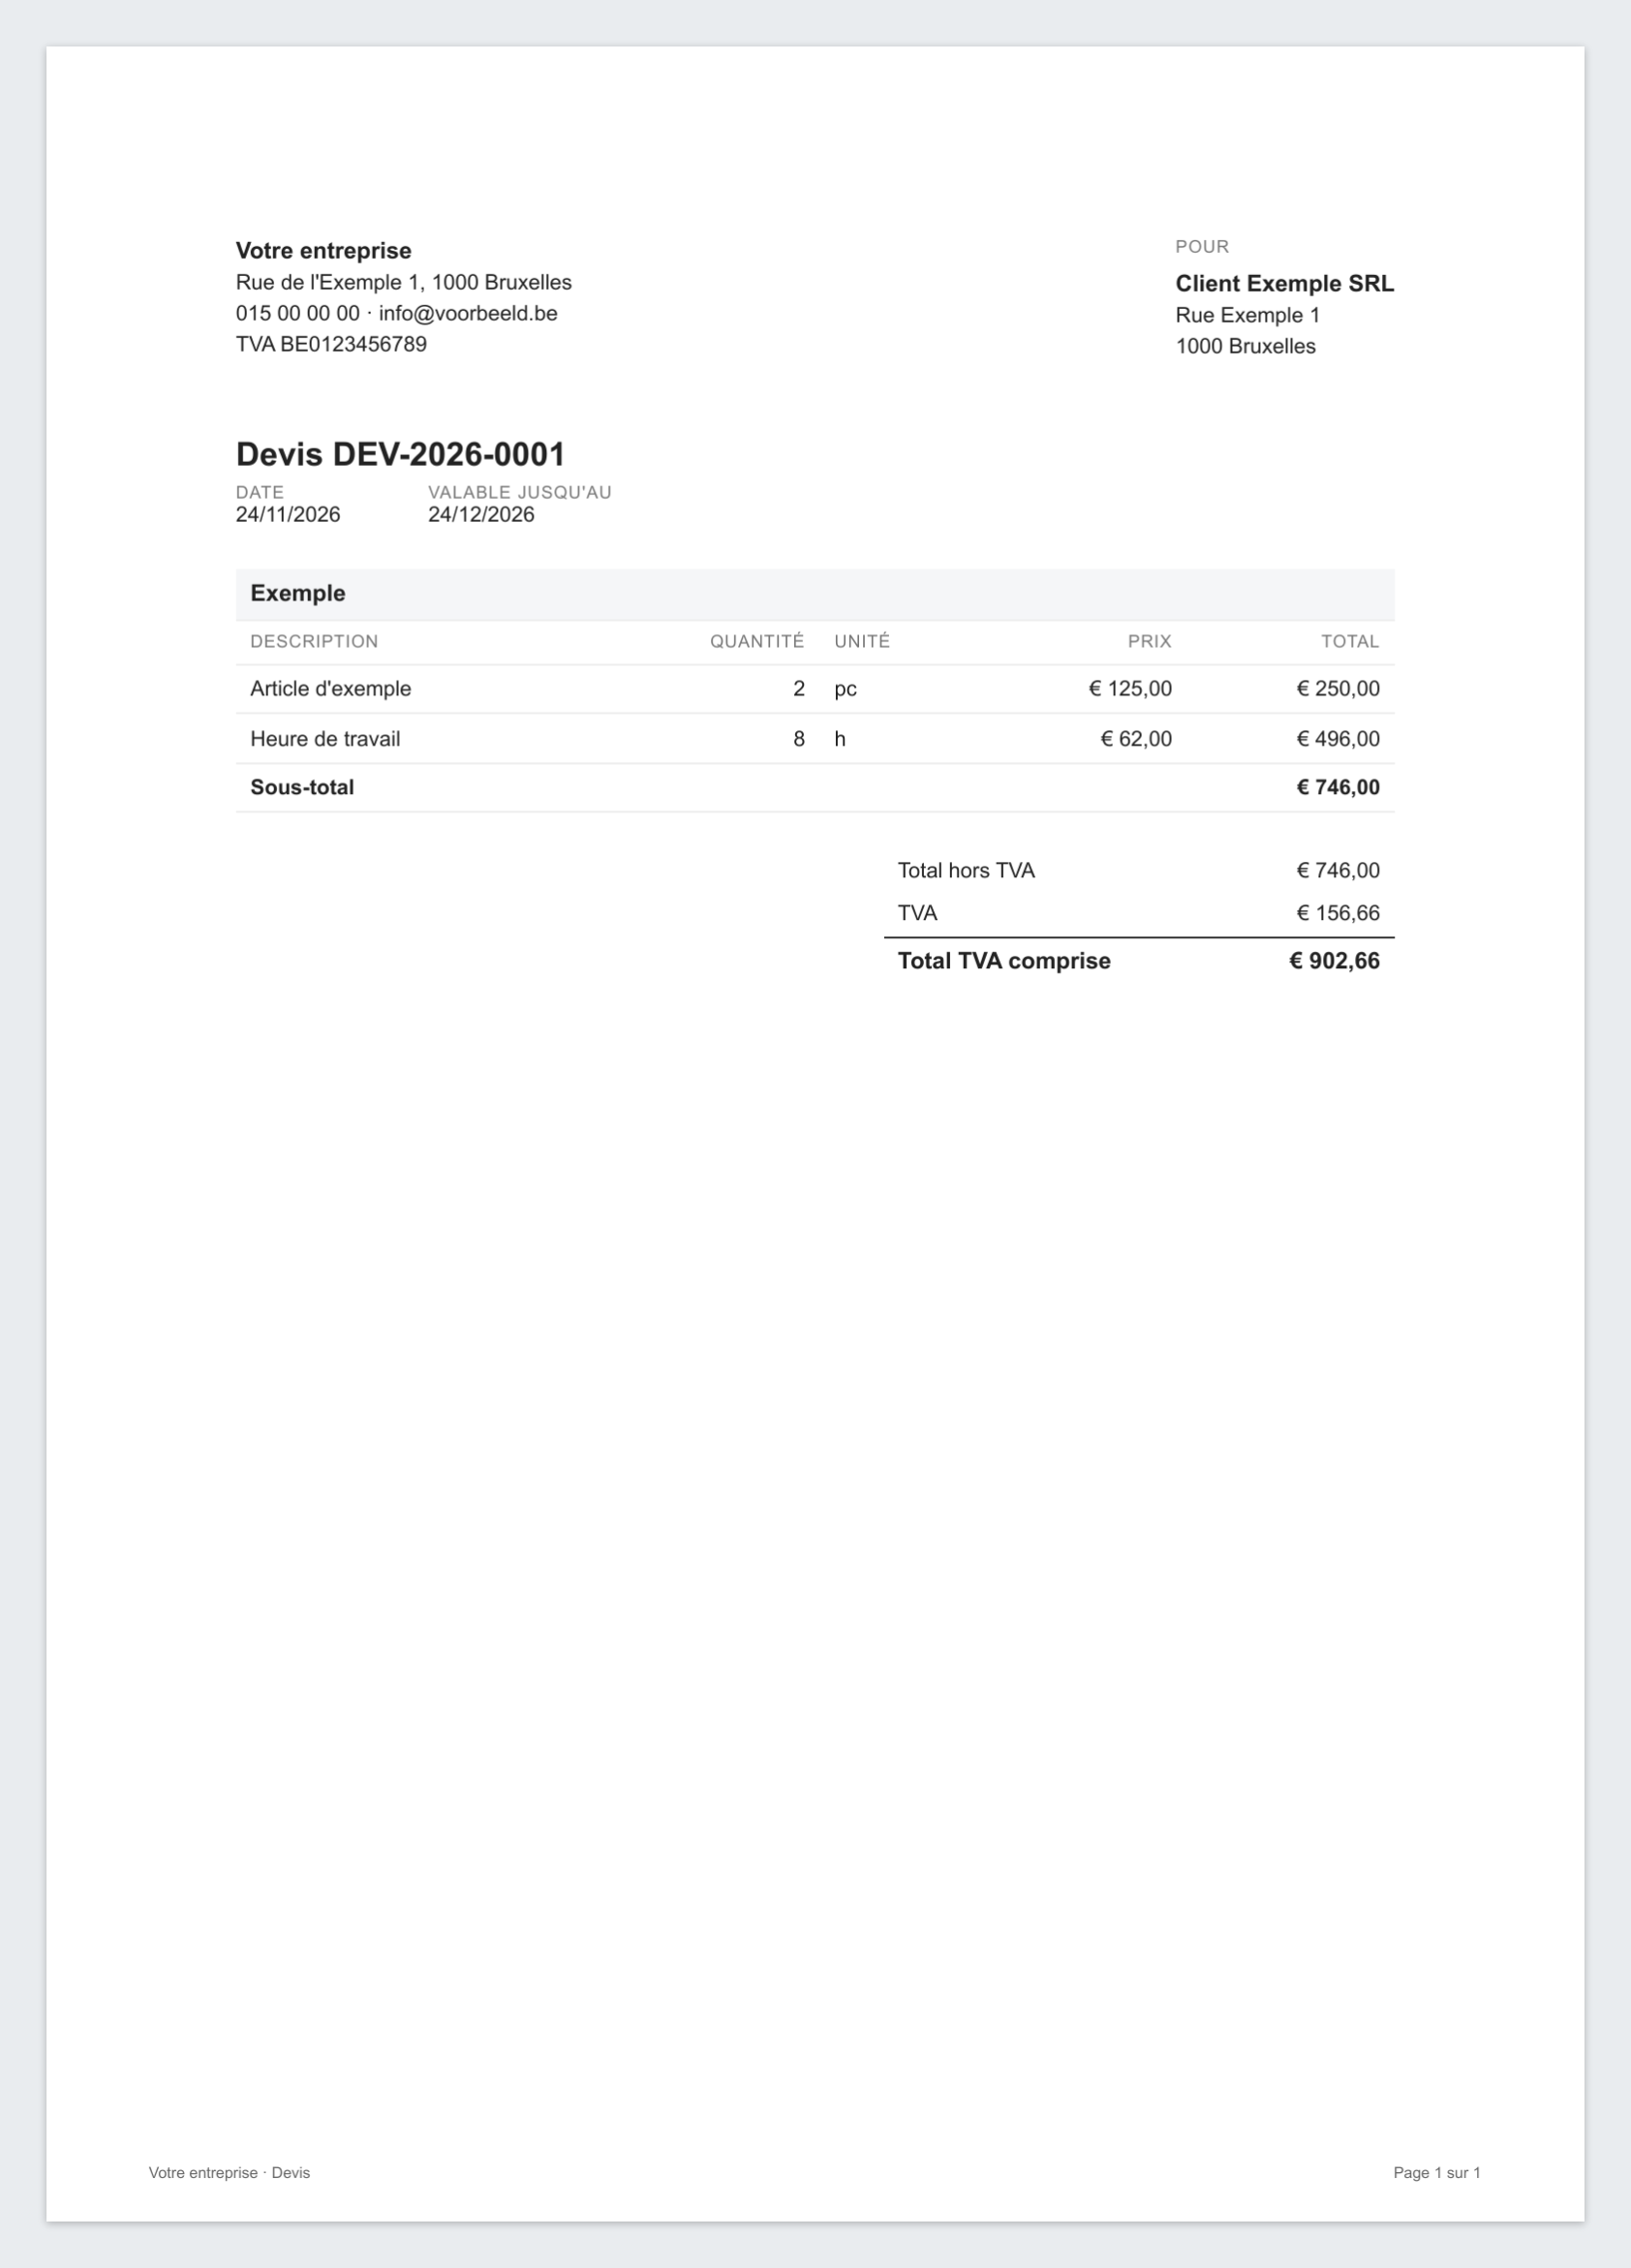 Votre entreprise
Rue de l'Exemple 1, 1000 Bruxelles
015 00 00 00 · info@voorbeeld.be
TVA BE0123456789
POUR
Client Exemple SRL
Rue Exemple 1
1000 Bruxelles
Devis DEV-2026-0001
DATE VALABLE JUSQU'AU
24/11/2026 24/12/2026
Exemple
DESCRIPTION QUANTITÉ UNITÉ PRIX TOTAL
Article d'exemple 2 pc € 125,00 € 250,00
Heure de travail 8 h € 62,00 € 496,00
Sous-total € 746,00
Total hors TVA € 746,00
TVA € 156,66
Total TVA comprise € 902,66
Votre entreprise · Devis Page 1 sur 1